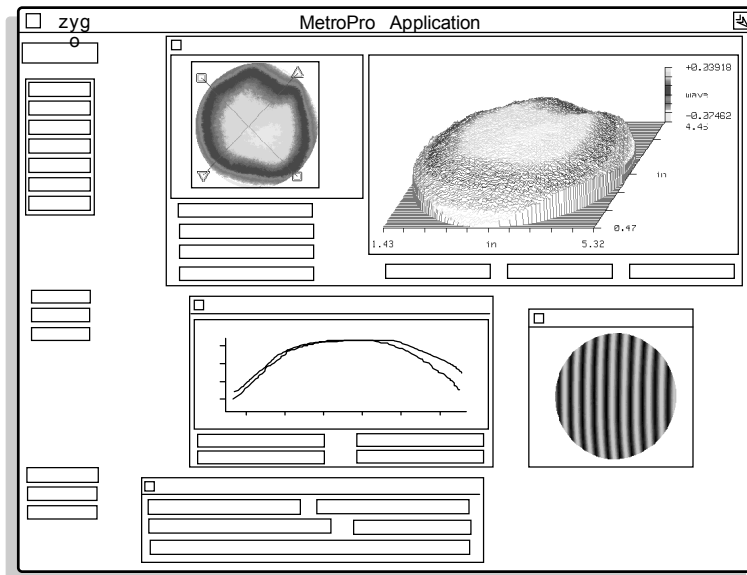 zygo
MetroPro Application
+0.33918
wave
-0.37462
4.45
in
0.47
1.43 in 5.32